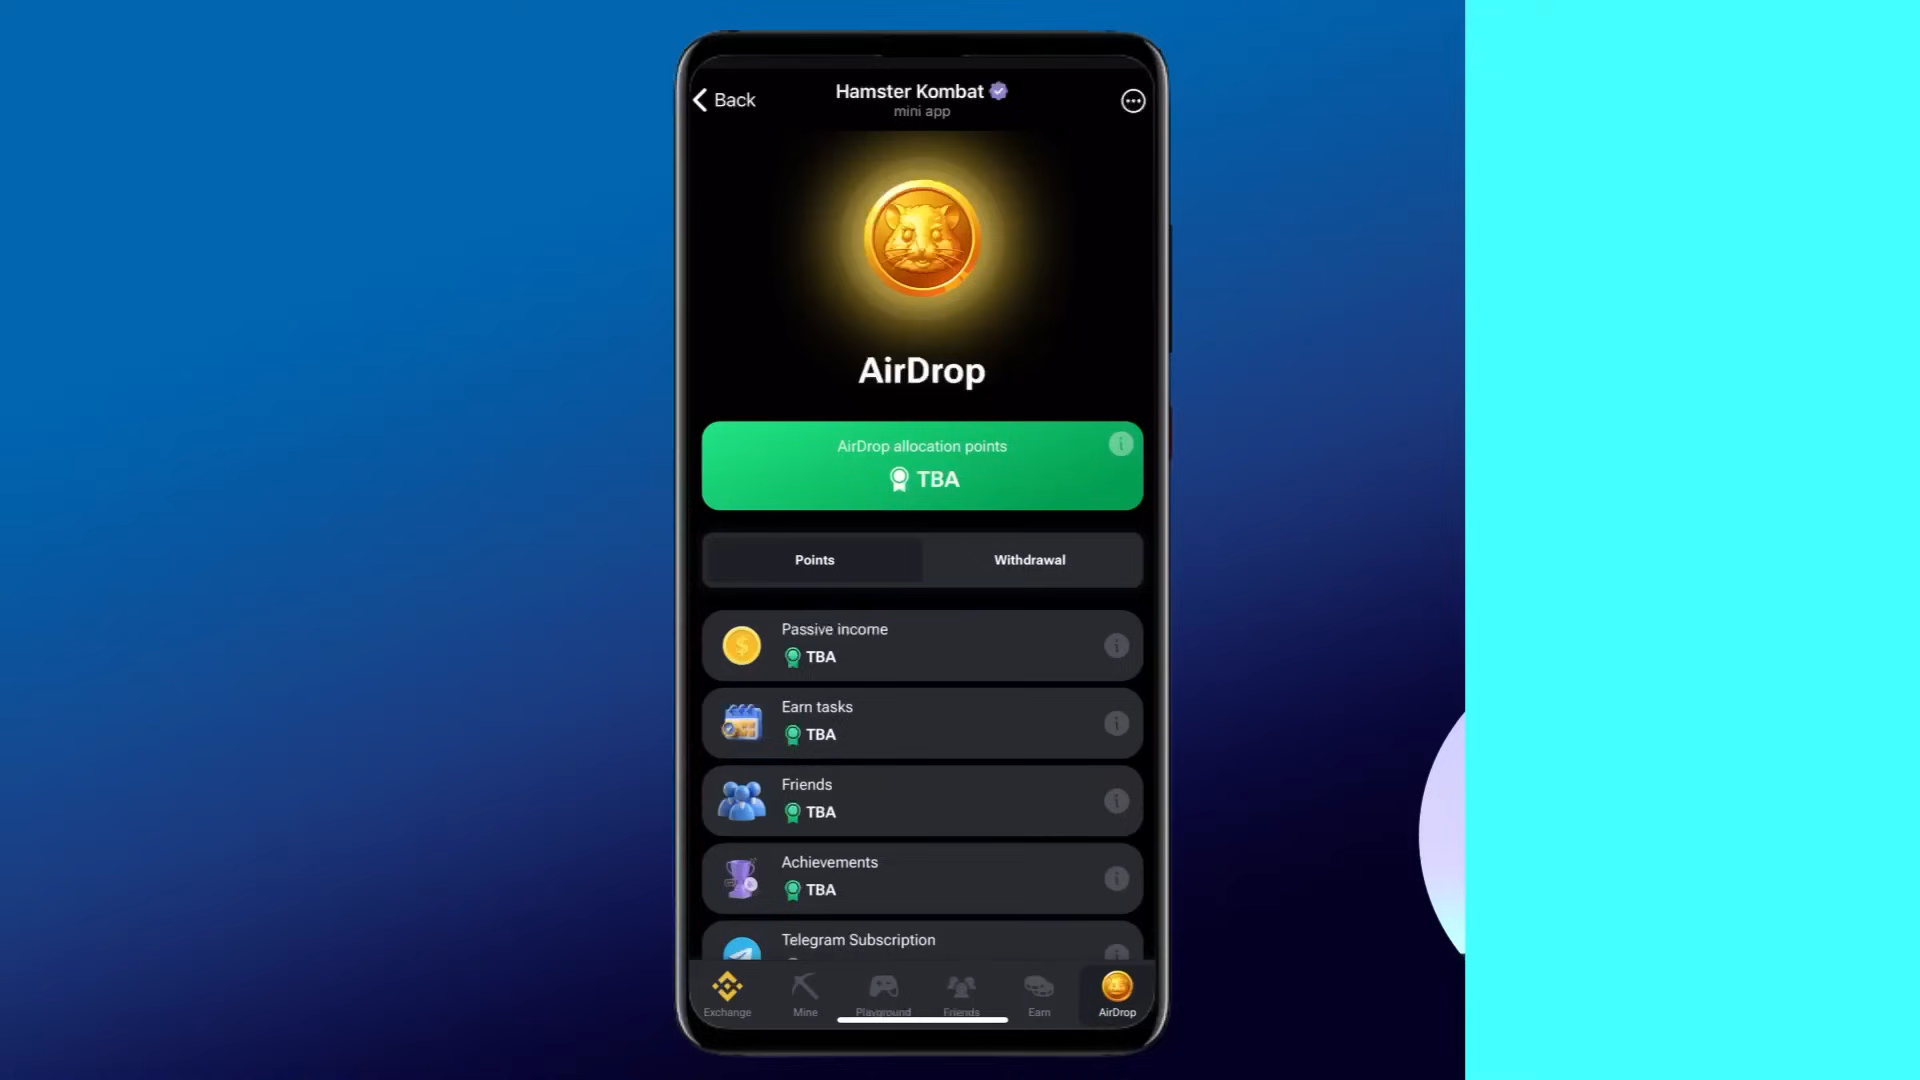 Back
Hamster Kombat
mini app
AirDrop
AirDrop allocation points
TBA
Points
Withdrawal
Passive income
TBA
Earn tasks
TBA
Friends
TBA
Achievements
TBA
Telegram Subscription
Exchange
Mine
Playground
Friends
Earn
AirDrop